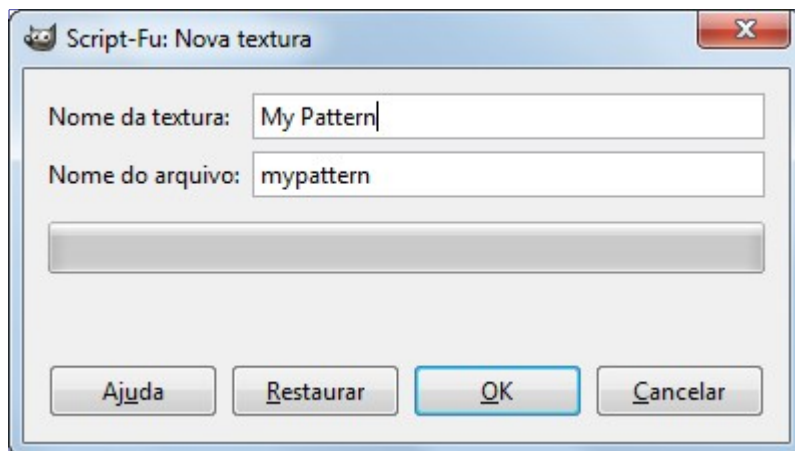 Script-Fu: Nova textura
Nome da textura: My Pattern
Nome do arquivo: mypattern
Ajuda Restaurar OK Cancelar